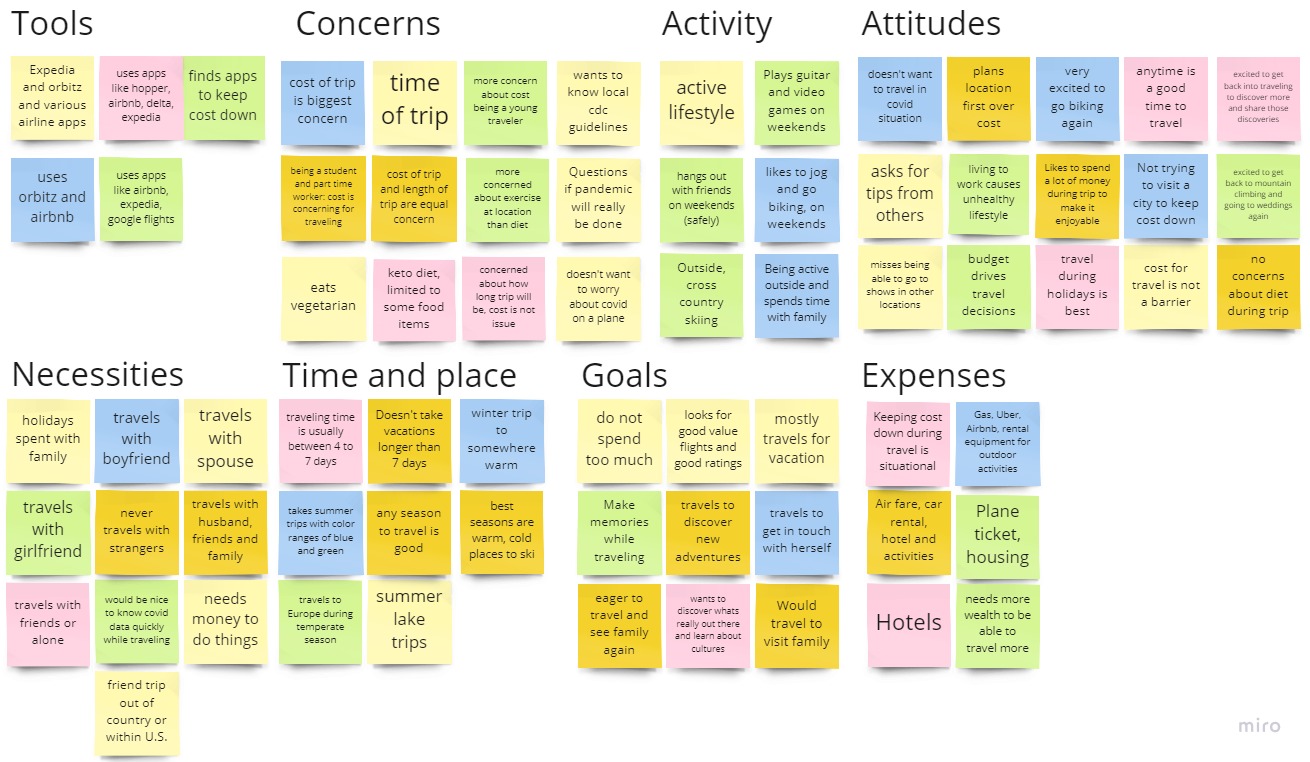 Tools
Expedia
and orbitz
and various
airline apps
uses apps
like hopper,
airbnb, delta,
expedia
finds apps
to keep
cost down
uses
orbitz and
airbnb
uses apps
like airbnb,
expedia,
google flights
Concerns
cost of trip
is biggest
concern
time
of trip
more concern
about cost
being a young
traveler
wants to
know local
cdc
guidelines
being a student
and part time
worker: cost is
concerning for
traveling
cost of trip
and length of
trip are equal
concern
more
concerned
about exercise
at location
than diet
Questions
if pandemic
will really
be done
eats
vegetarian
keto diet,
limited to
some food
items
concerned
about how
long trip will
be, cost is not
issue
doesn't want
to worry
about covid
on a plane
Activity
active
lifestyle
Plays guitar
and video
games on
weekends
hangs out
with friends
on weekends
(safely)
likes to jog
and go
biking, on
weekends
Outside,
cross
country
skiing
Being active
outside and
spends time
with family
Attitudes
doesn't want
to travel in
covid
situation
plans
location
first over
cost
very
excited to
go biking
again
anytime is
a good
time to
travel
excited to get
back into traveling
to discover more
and share those
discoveries
asks for
tips from
others
living to
work causes
unhealthy
lifestyle
Likes to spend
a lot of money
during trip to
make it
enjoyable
Not trying
to visit a
city to keep
cost down
excited to get
back to mountain
climbing and
going to weddings
again
misses being
able to go to
shows in other
locations
budget
drives
travel
decisions
travel
during
holidays is
best
cost for
travel is not
a barrier
no
concerns
about diet
during trip
Necessities
holidays
spent with
family
travels
with
boyfriend
travels
with
spouse
travels
with
girlfriend
never
travels with
strangers
travels with
husband,
friends and
family
travels with
friends or
alone
would be nice
to know covid
data quickly
while traveling
needs
money to
do things
friend trip
out of
country or
within U.S.
Time and place
traveling time
is usually
between 4 to
7 days
Doesn't take
vacations
longer than
7 days
winter trip
to
somewhere
warm
takes summer
trips with color
ranges of blue
and green
any season
to travel is
good
best
seasons are
warm, cold
places to ski
travels to
Europe during
temperate
season
summer
lake
trips
Goals
do not
spend
too much
looks for
good value
flights and
good ratings
mostly
travels for
vacation
Make
memories
while
traveling
travels to
discover
new
adventures
travels to
get in touch
with herself
eager to
travel and
see family
again
wants to
discover whats
really out there
and learn about
cultures
Would
travel to
visit family
Expenses
Keeping cost
down during
travel is
situational
Gas, Uber,
Airbnb, rental
equipment for
outdoor
activities
Air fare, car
rental,
hotel and
activities
Plane
ticket,
housing
Hotels
needs more
wealth to be
able to
travel more
miro